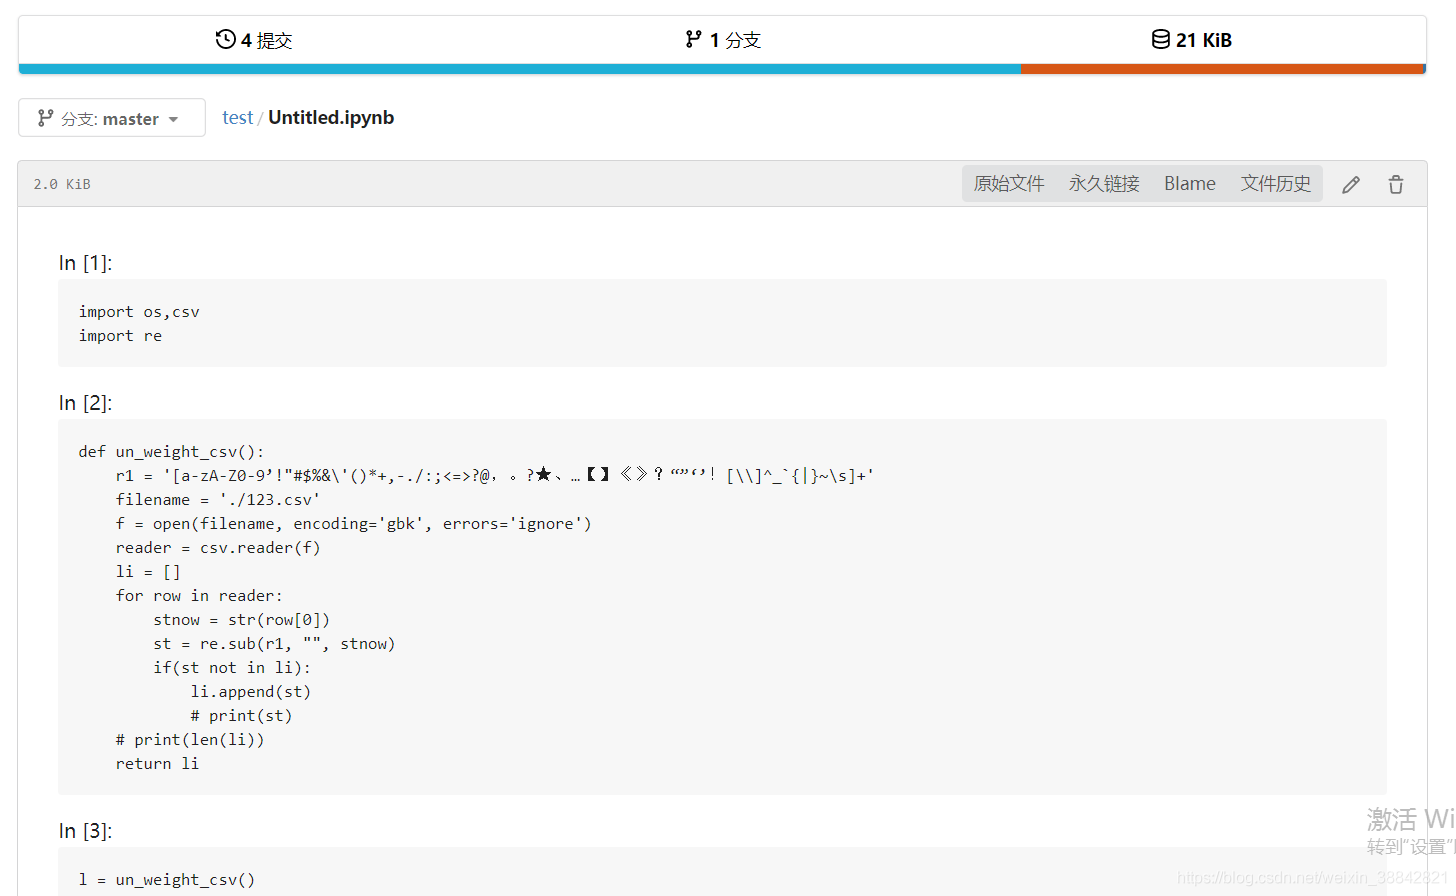 4 提交 1 分支 21 KiB
分支: master test / Untitled.ipynb
2.0 KiB 原始文件 永久链接 Blame 文件历史
In [1]:
import os,csv
import re
In [2]:
def un_weight_csv():
    r1 = '[a-zA-Z0-9’!"#$%&\'()*+,-./:;<=>?@，。?★、…【】《》？“”‘’！[\\]^_`{|}~\s]+'
    filename = './123.csv'
    f = open(filename, encoding='gbk', errors='ignore')
    reader = csv.reader(f)
    li = []
    for row in reader:
        stnow = str(row[0])
        st = re.sub(r1, "", stnow)
        if(st not in li):
            li.append(st)
            # print(st)
    # print(len(li))
    return li
In [3]:
l = un_weight_csv()
激活 Wi
转到"设置"
https://blog.csdn.net/weixin_38842821